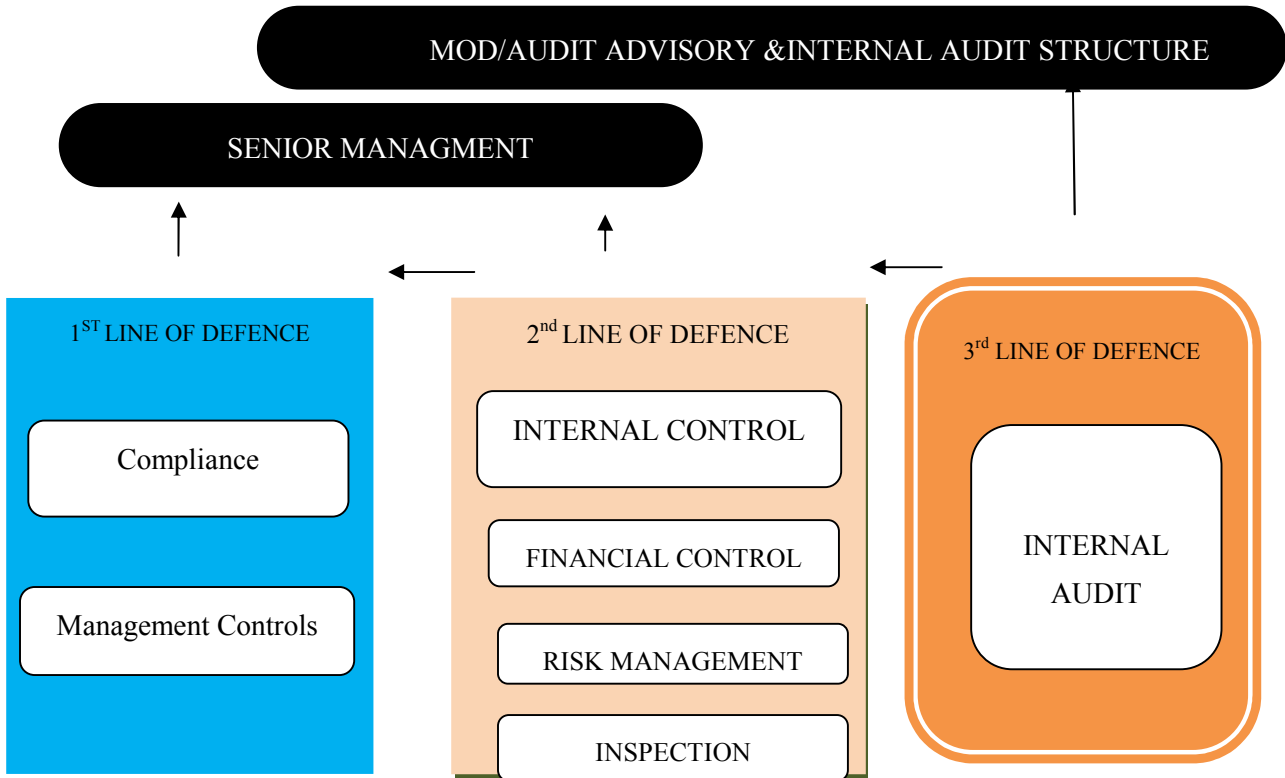 MOD/AUDIT ADVISORY &INTERNAL AUDIT STRUCTURE
SENIOR MANAGMENT
1ST LINE OF DEFENCE
Compliance
Management Controls
2nd LINE OF DEFENCE
INTERNAL CONTROL
FINANCIAL CONTROL
RISK MANAGEMENT
INSPECTION
3rd LINE OF DEFENCE
INTERNAL
AUDIT